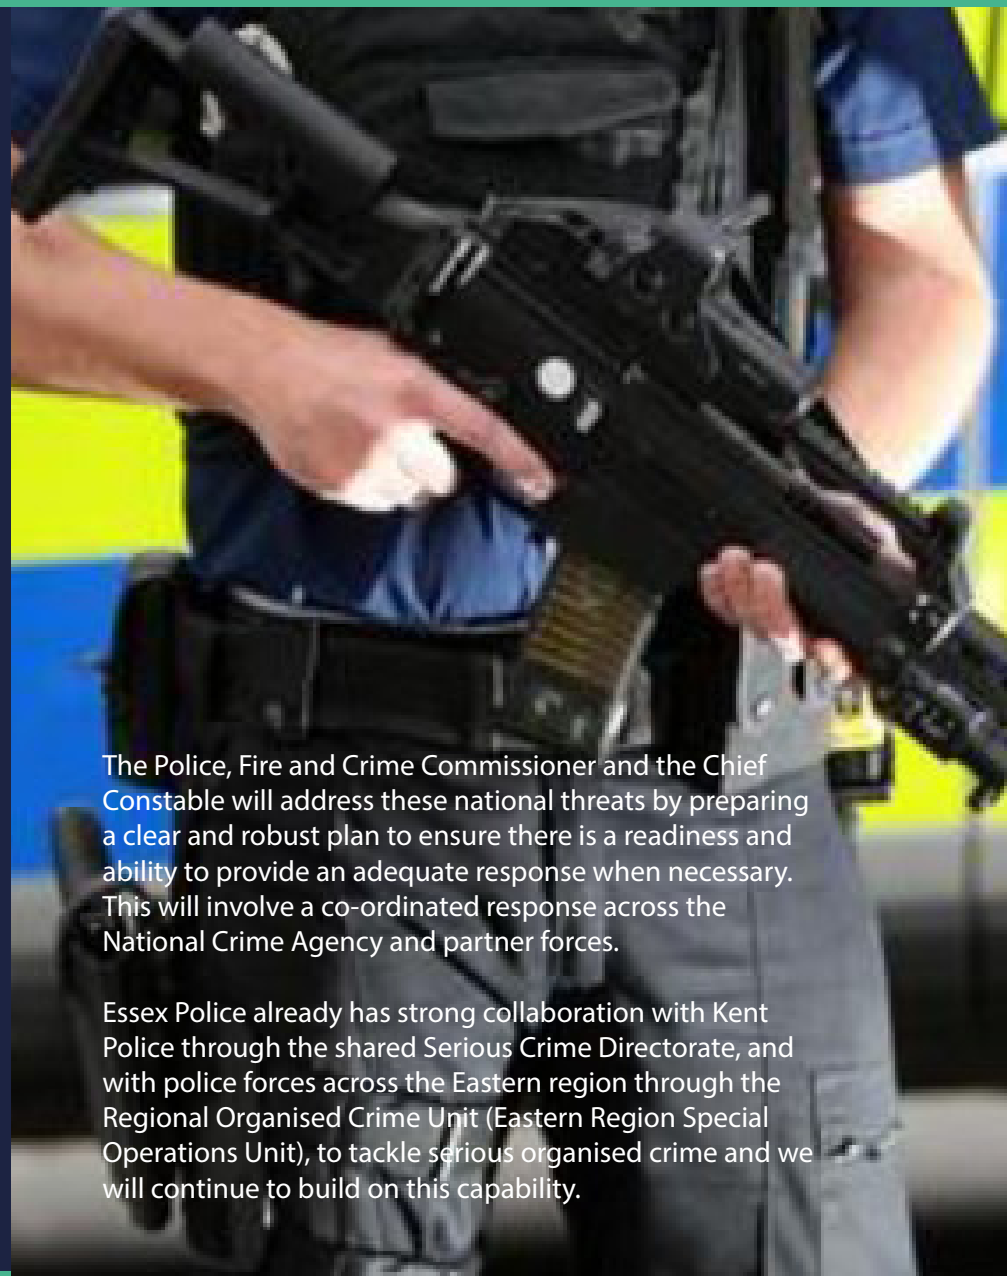 The Police, Fire and Crime Commissioner and the Chief
Constable will address these national threats by preparing
a clear and robust plan to ensure there is a readiness and
ability to provide an adequate response when necessary.
This will involve a co-ordinated response across the
National Crime Agency and partner forces.
Essex Police already has strong collaboration with Kent
Police through the shared Serious Crime Directorate, and
with police forces across the Eastern region through the
Regional Organised Crime Unit (Eastern Region Special
Operations Unit), to tackle serious organised crime and we
will continue to build on this capability.